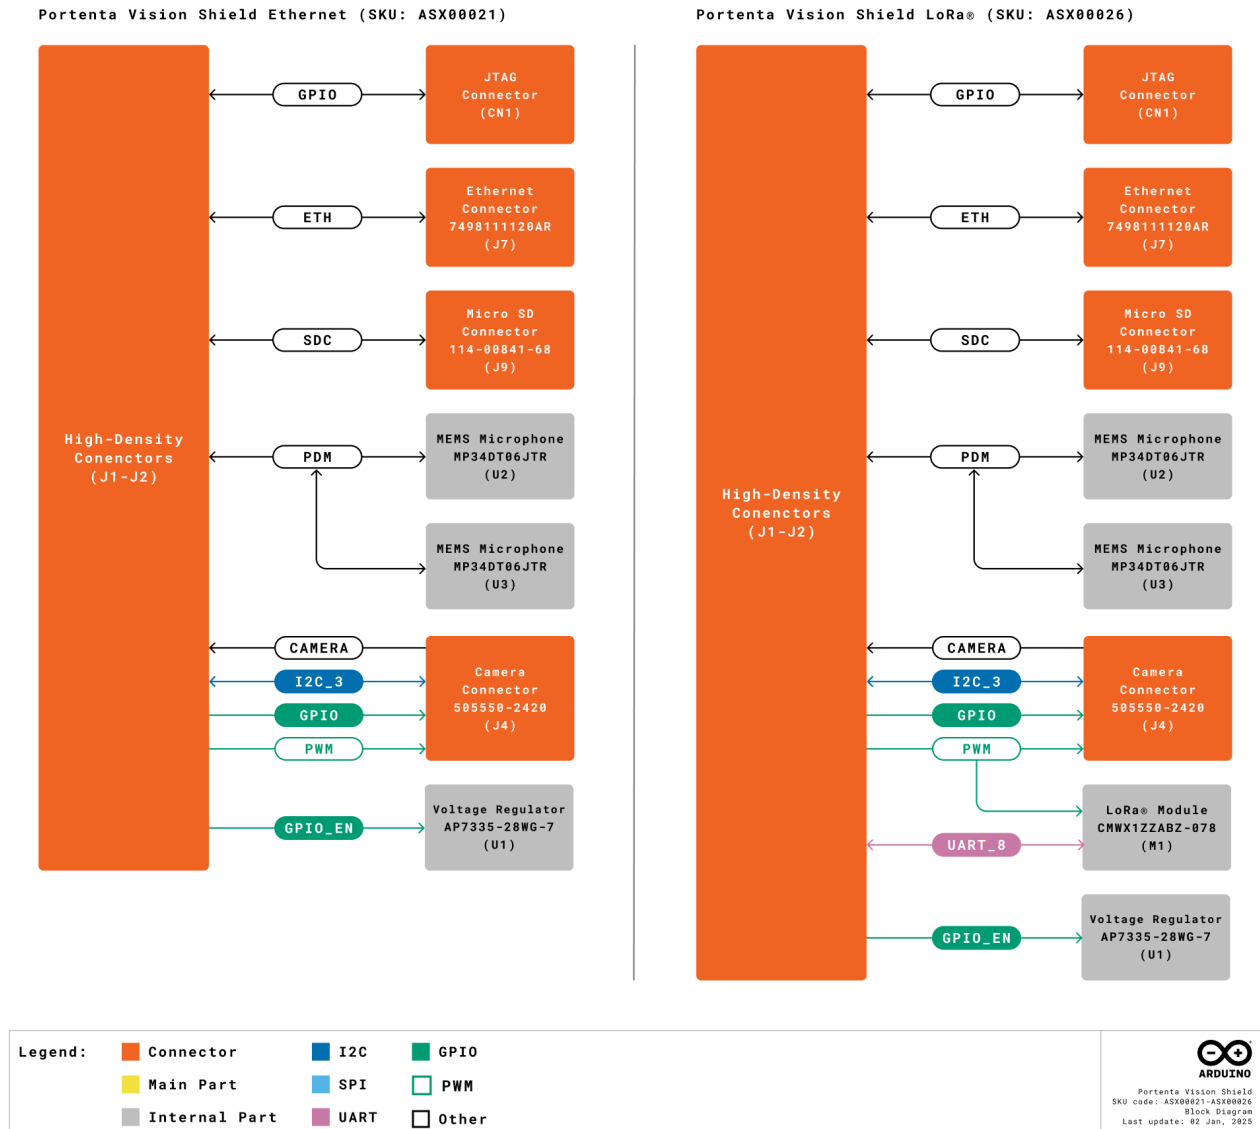 Portenta Vision Shield Ethernet (SKU: ASX00021)
High-Density
Conenctors
(J1-J2)
GPIO
JTAG
Connector
(CN1)
ETH
Ethernet
Connector
7498111120AR
(J7)
SDC
Micro SD
Connector
114-00841-68
(J9)
PDM
MEMS Microphone
MP34DT06JTR
(U2)
MEMS Microphone
MP34DT06JTR
(U3)
CAMERA
I2C_3
GPIO
PWM
Camera
Connector
505550-2420
(J4)
GPIO_EN
Voltage Regulator
AP7335-28WG-7
(U1)
Portenta Vision Shield LoRa® (SKU: ASX00026)
High-Density
Conenctors
(J1-J2)
GPIO
JTAG
Connector
(CN1)
ETH
Ethernet
Connector
7498111120AR
(J7)
SDC
Micro SD
Connector
114-00841-68
(J9)
PDM
MEMS Microphone
MP34DT06JTR
(U2)
MEMS Microphone
MP34DT06JTR
(U3)
CAMERA
I2C_3
GPIO
PWM
Camera
Connector
505550-2420
(J4)
UART_8
LoRa® Module
CMWX1ZZABZ-078
(M1)
GPIO_EN
Voltage Regulator
AP7335-28WG-7
(U1)
Legend:
Connector
I2C
GPIO
Main Part
SPI
PWM
Internal Part
UART
Other
ARDUINO
Portenta Vision Shield
SKU code: ASX00021-ASX00026
Block Diagram
Last update: 02 Jan, 2025